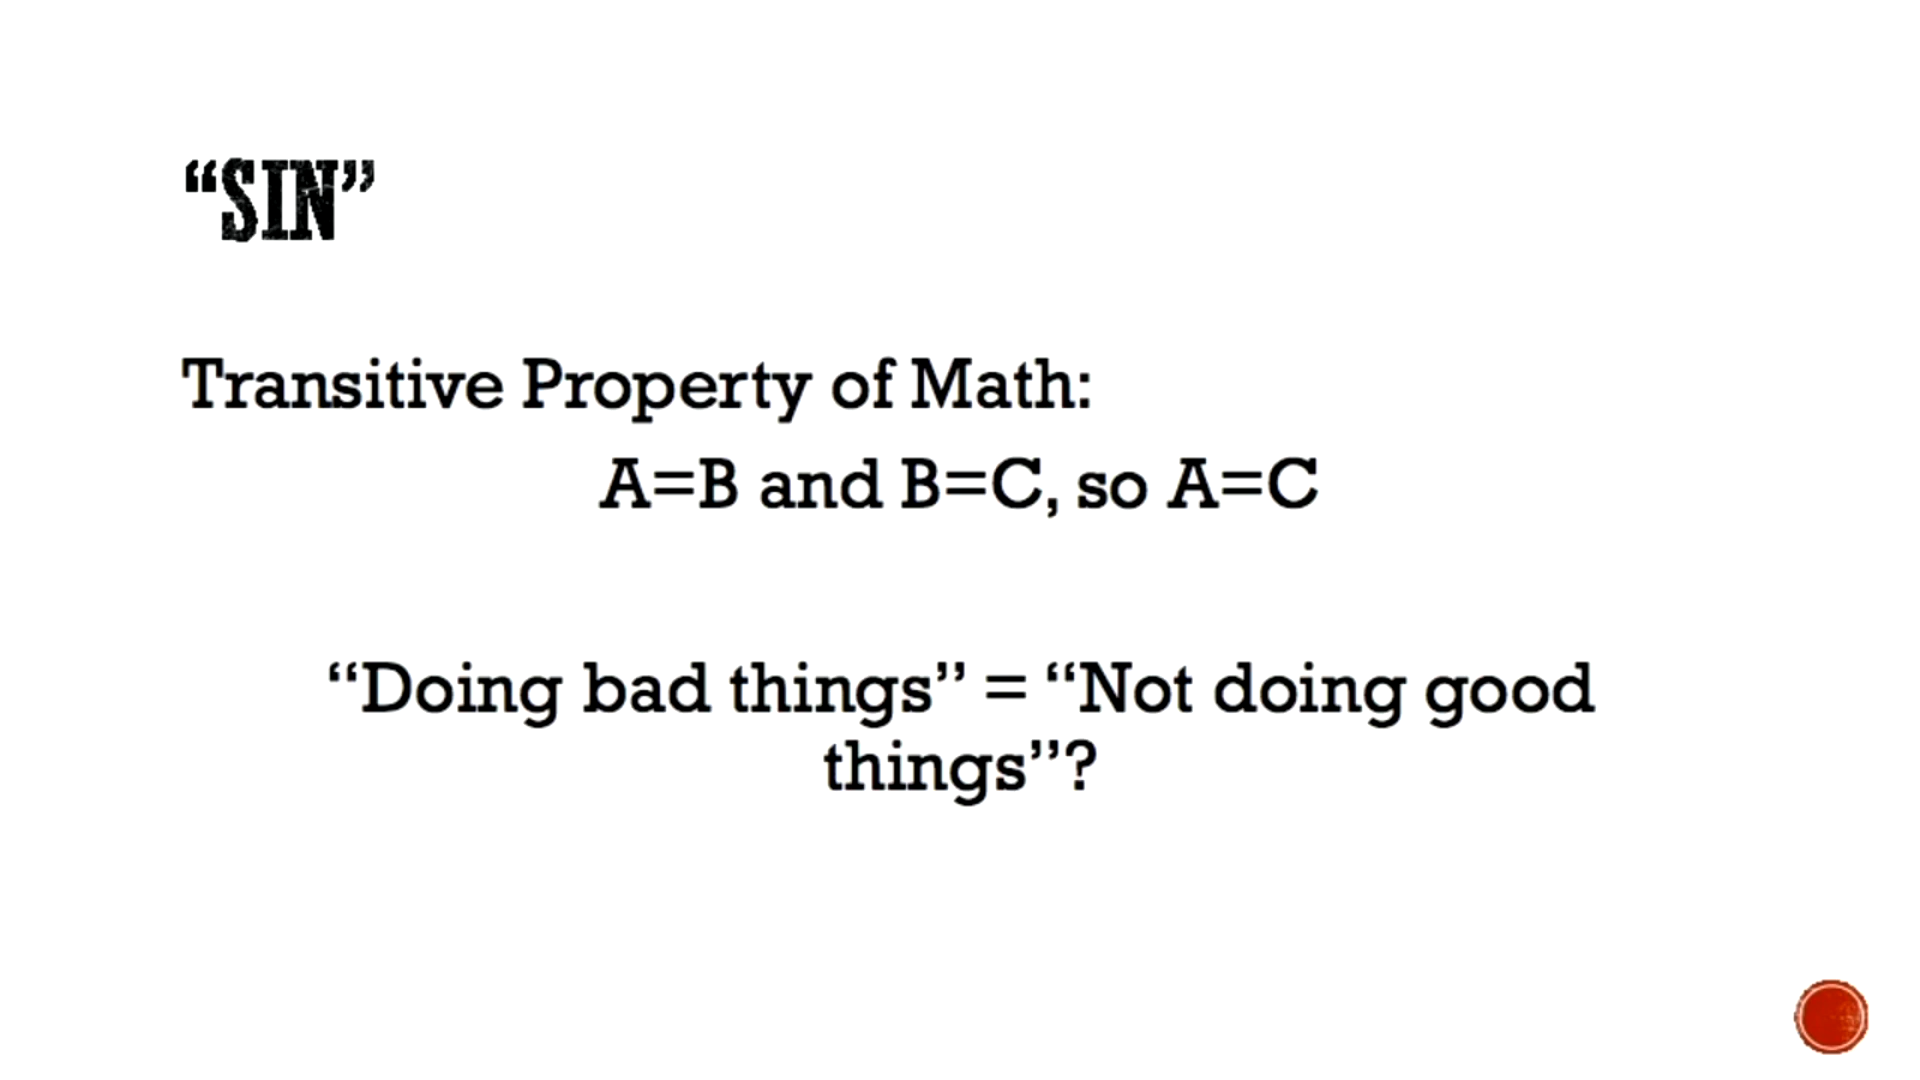 “SIN”
Transitive Property of Math:
A=B and B=C, so A=C
“Doing bad things” = “Not doing good
things”?